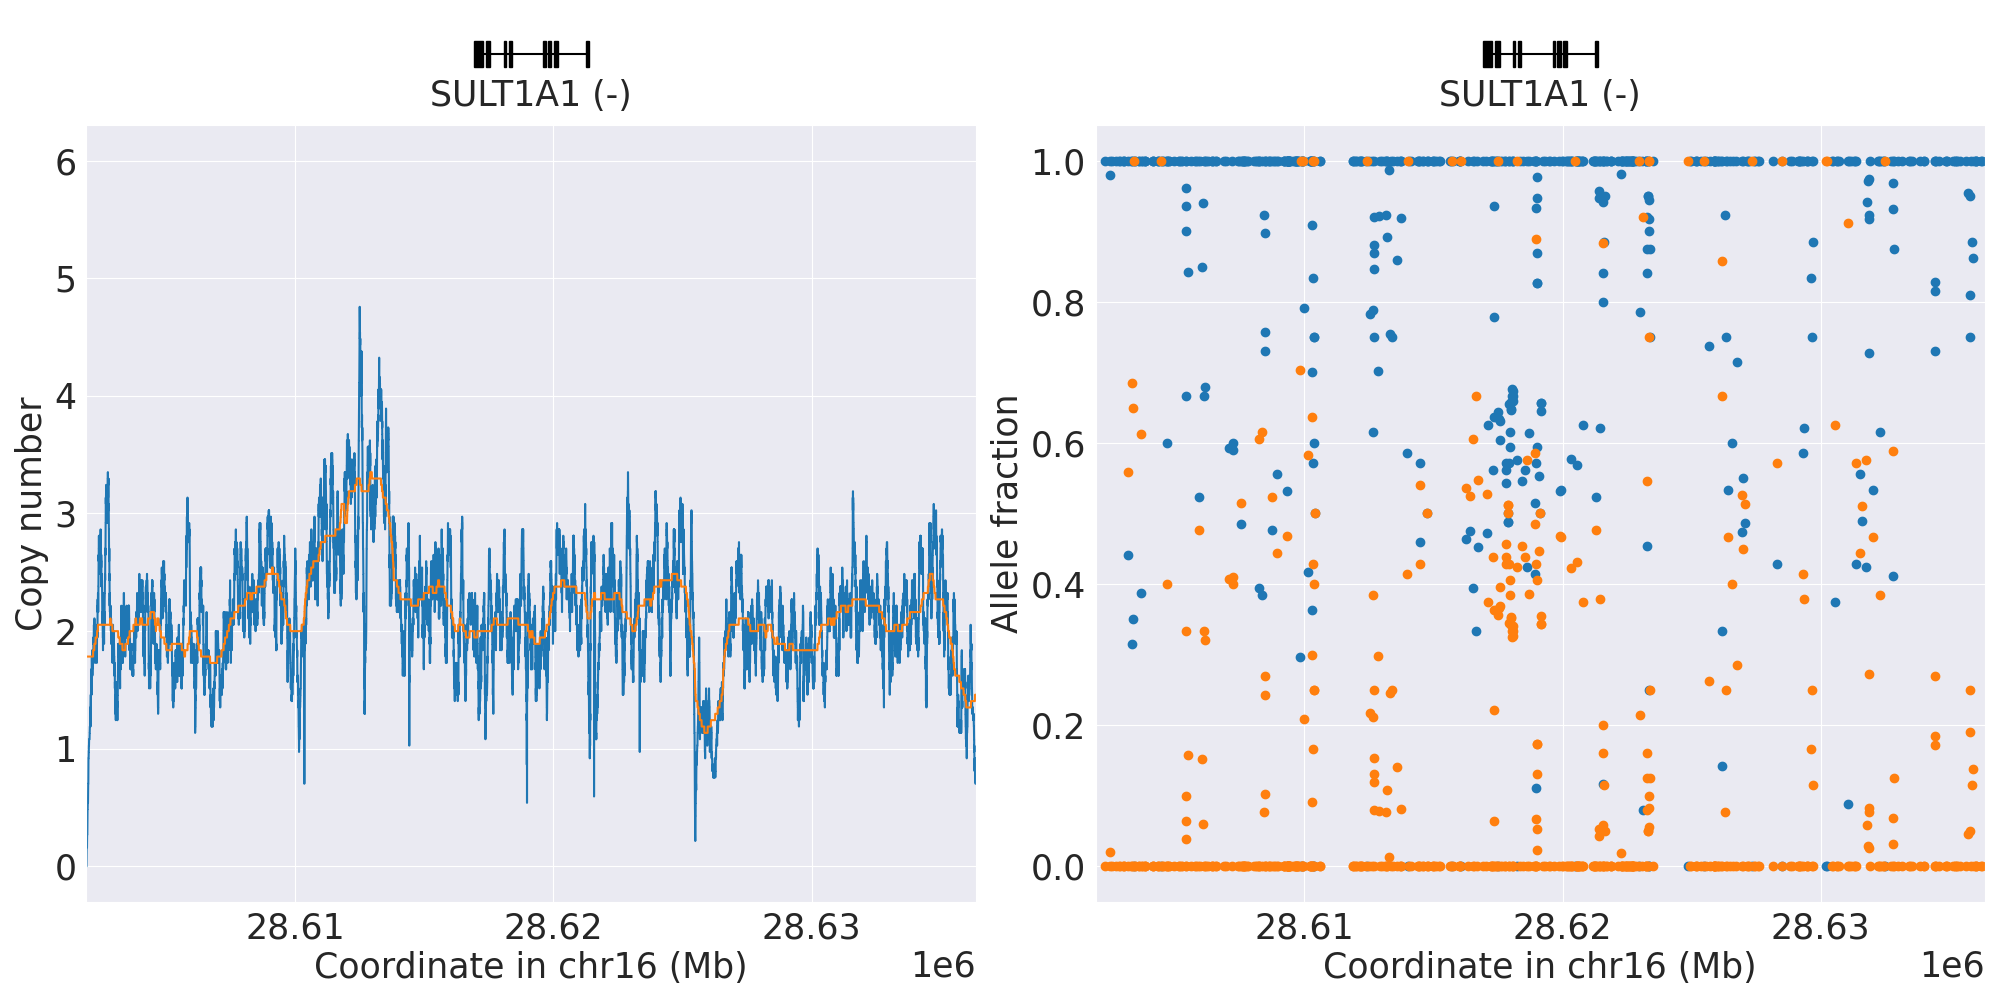 SULT1A1 (-)
6
5
4
3
2
1
0
Copy number
28.61
28.62
28.63
Coordinate in chr16 (Mb)
1e6
SULT1A1 (-)
1.0
0.8
0.6
0.4
0.2
0.0
Allele fraction
28.61
28.62
28.63
Coordinate in chr16 (Mb)
1e6